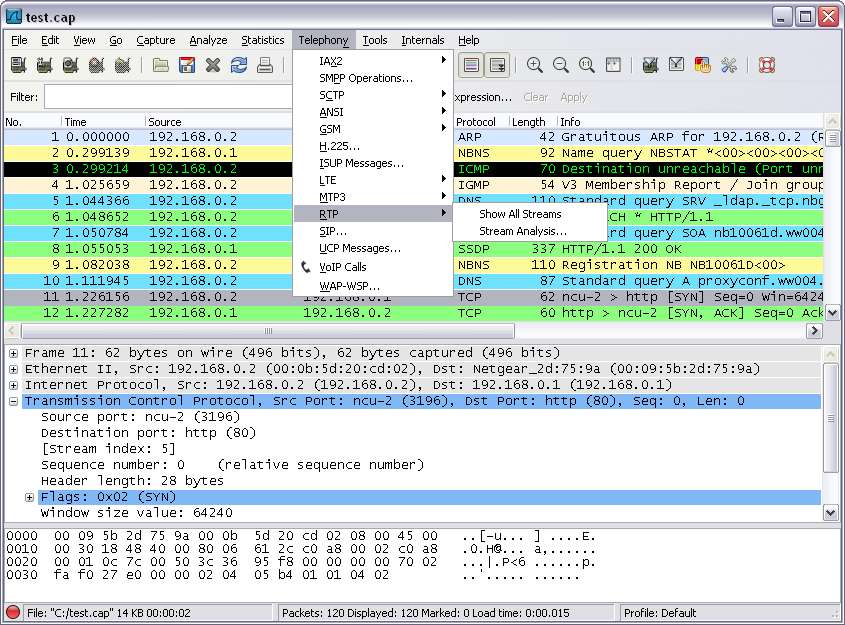 test.cap
File Edit View Go Capture Analyze Statistics Telephony Tools Internals Help
IAX2
SMPP Operations...
SCTP
ANSI
GSM
H.225...
ISUP Messages...
LTE
MTP3
RTP
SIP...
UCP Messages...
VoIP Calls
WAP-WSP...
Show All Streams
Stream Analysis...
Filter: xpression... Clear Apply
No. Time Source Protocol Length Info
1 0.000000 192.168.0.2 ARP 42 Gratuitous ARP for 192.168.0.2 (R
2 0.299139 192.168.0.1 NBNS 92 Name query NBSTAT *<00><00><00><0
3 0.299214 192.168.0.2 ICMP 70 Destination unreachable (Port unr
4 1.025659 192.168.0.2 IGMP 54 V3 Membership Report / Join group
5 1.044366 192.168.0.2 DNS 110 Standard query SRV _ldap._tcp.nbg
6 1.048652 192.168.0.2 CH * HTTP/1.1
7 1.050784 192.168.0.2 ard query SOA nb10061d.ww004.
8 1.055053 192.168.0.1 SSDP 337 HTTP/1.1 200 OK
9 1.082038 192.168.0.2 NBNS 110 Registration NB NB10061D<00>
10 1.111945 192.168.0.2 DNS 87 Standard query A proxyconf.ww004.
11 1.226156 192.168.0.2 192.168.0.1 TCP 62 ncu-2 > http [SYN] Seq=0 Win=6424
12 1.227282 192.168.0.1 192.168.0.2 TCP 60 http > ncu-2 [SYN, ACK] Seq=0 Ack
Frame 11: 62 bytes on wire (496 bits), 62 bytes captured (496 bits)
Ethernet II, Src: 192.168.0.2 (00:0b:5d:20:cd:02), Dst: Netgear_2d:75:9a (00:09:5b:2d:75:9a)
Internet Protocol, Src: 192.168.0.2 (192.168.0.2), Dst: 192.168.0.1 (192.168.0.1)
Transmission Control Protocol, Src Port: ncu-2 (3196), Dst Port: http (80), Seq: 0, Len: 0
Source port: ncu-2 (3196)
Destination port: http (80)
[Stream index: 5]
Sequence number: 0 (relative sequence number)
Header length: 28 bytes
Flags: 0x02 (SYN)
Window size value: 64240
0000 00 09 5b 2d 75 9a 00 0b 5d 20 cd 02 08 00 45 00 ..[-u... ] ....E.
0010 00 30 18 48 40 00 80 06 61 2c c0 a8 00 02 c0 a8 .0.H@... a,......
0020 00 01 0c 7c 00 50 3c 36 95 f8 00 00 00 00 70 02 ...|.P<6 ......p.
0030 fa f0 27 e0 00 00 02 04 05 b4 01 01 04 02 ..'..... ......
File: "C:/test.cap" 14 KB 00:00:02 Packets: 120 Displayed: 120 Marked: 0 Load time: 0:00.015 Profile: Default